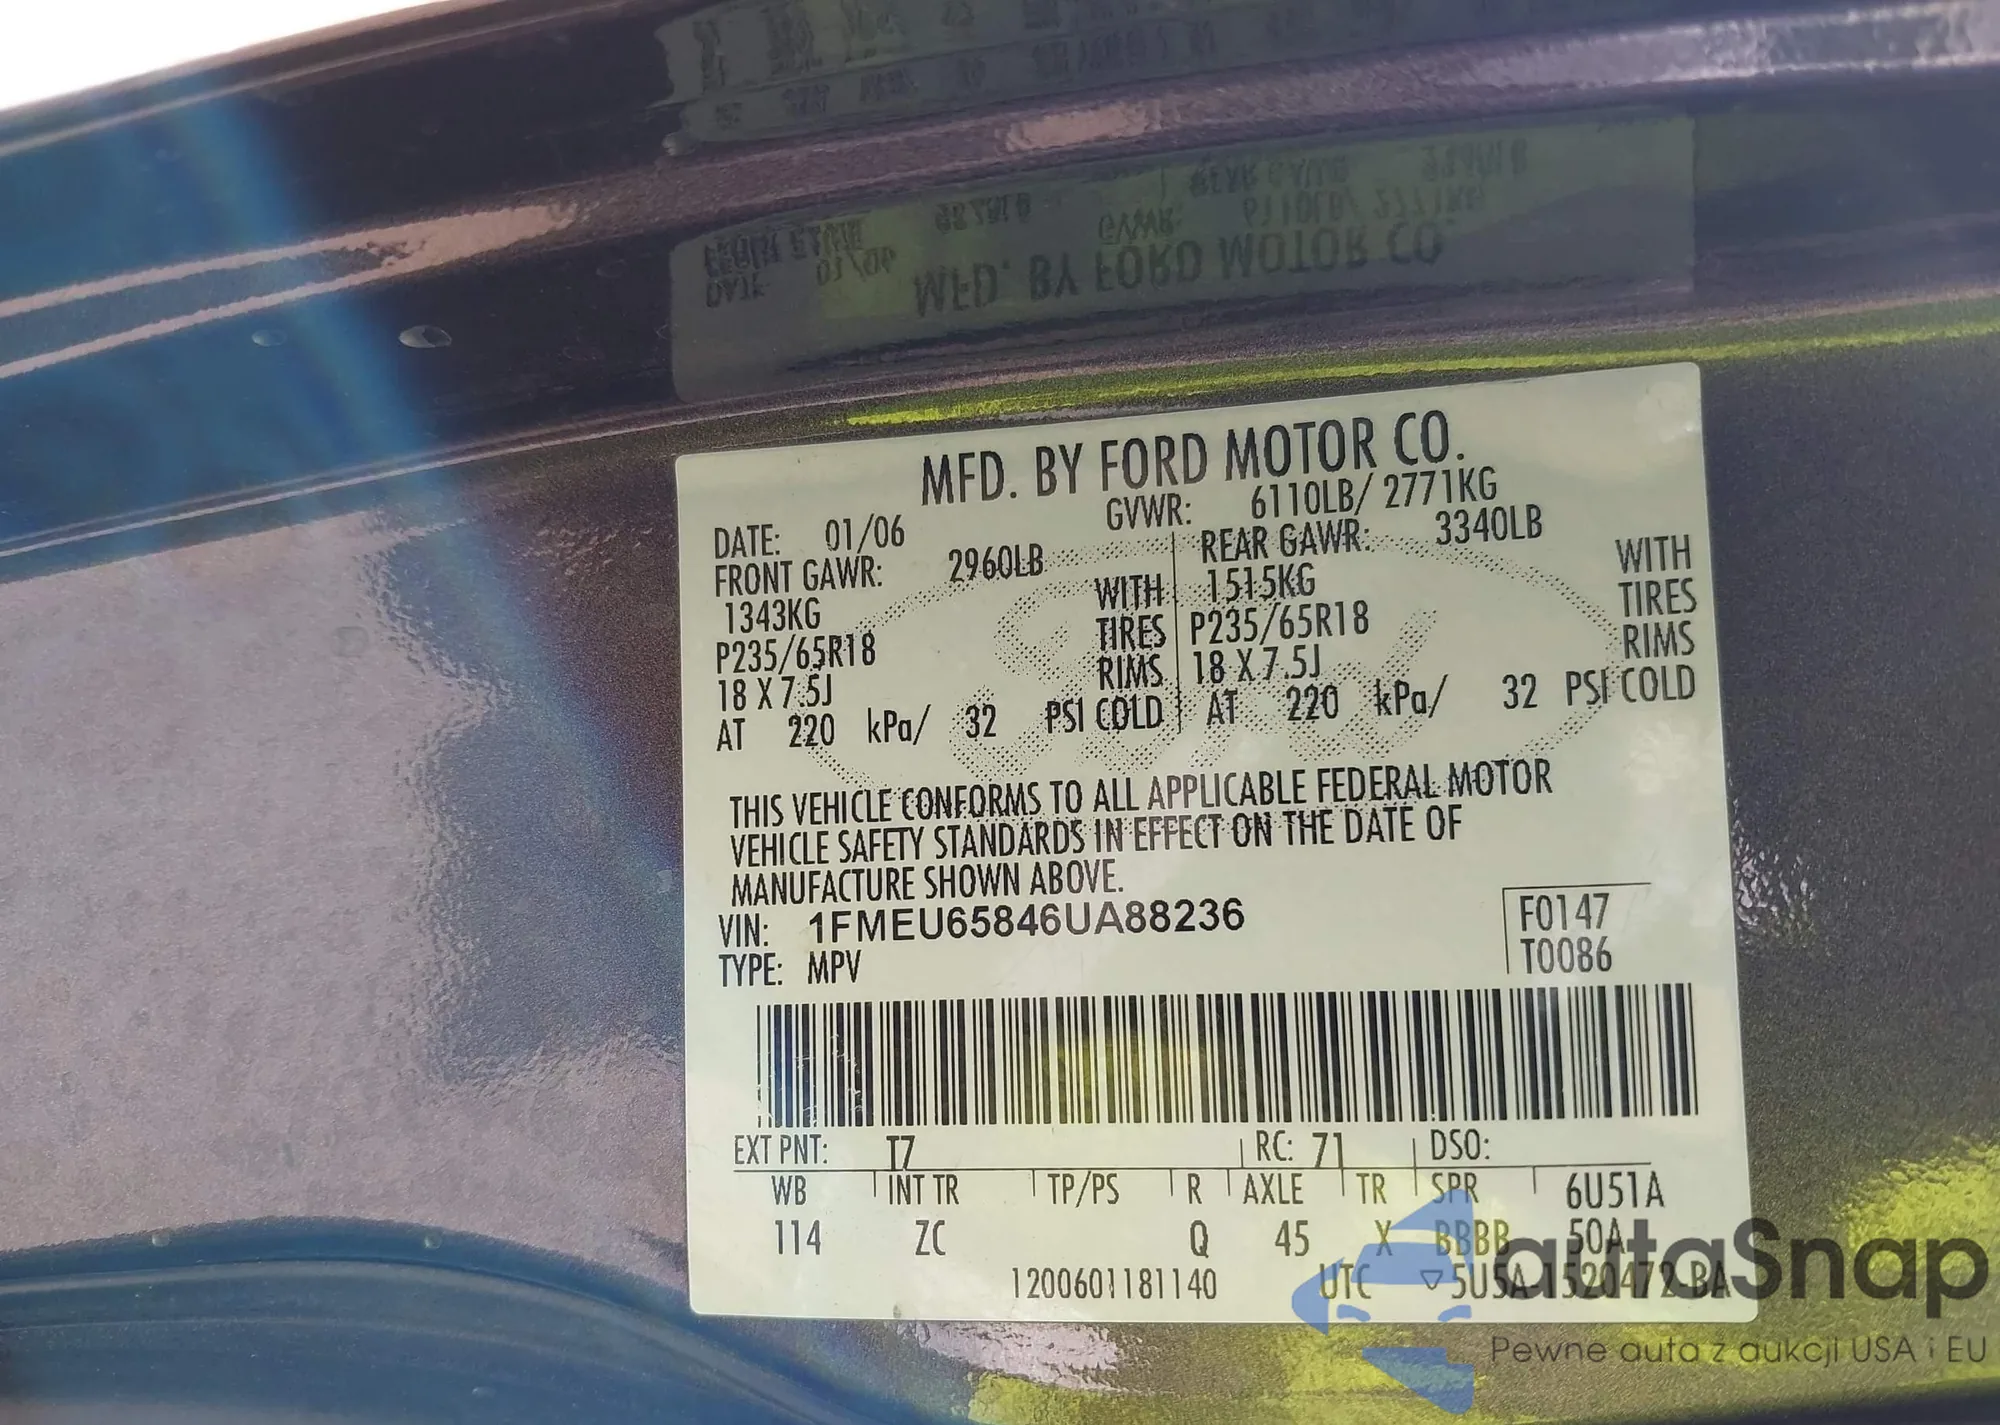 MFD. BY FORD MOTOR CO.
DATE: 01/06 GVWR: 6110LB/ 2771KG
FRONT GAWR: 2960LB REAR GAWR: 3340LB
1343KG WITH 1515KG WITH
P235/65R18 TIRES P235/65R18 TIRES
18 X 7.5J RIMS 18 X 7.5J RIMS
AT 220 kPa/ 32 PSI COLD AT 220 kPa/ 32 PSI COLD
THIS VEHICLE CONFORMS TO ALL APPLICABLE FEDERAL MOTOR
VEHICLE SAFETY STANDARDS IN EFFECT ON THE DATE OF
MANUFACTURE SHOWN ABOVE.
VIN: 1FMEU65846UA88236 F0147
TYPE: MPV T0086
EXT PNT: T7 RC: 71 DSO:
WB INT TR TP/PS R AXLE TR SPR 6U51A
114 ZC Q 45 X BBBB 50A
1200601181140 UTC ▽5U5A 1520472 BA
autaSnap
Pewne auta z aukcji USA i EU